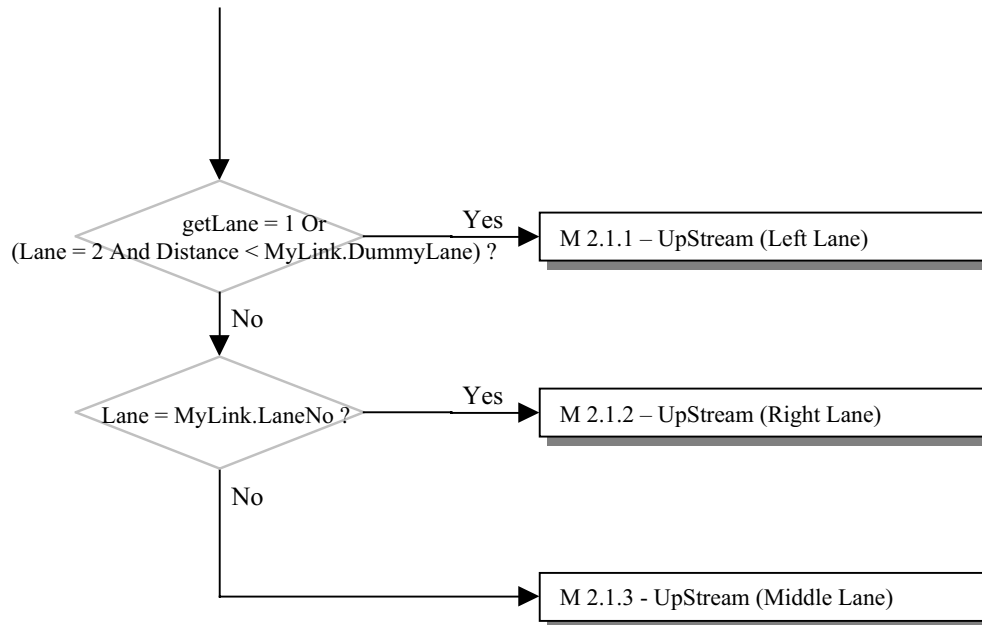 getLane = 1 Or
(Lane = 2 And Distance < MyLink.DummyLane) ?
Yes
M 2.1.1 – UpStream (Left Lane)
No
Lane = MyLink.LaneNo ?
Yes
M 2.1.2 – UpStream (Right Lane)
No
M 2.1.3 - UpStream (Middle Lane)